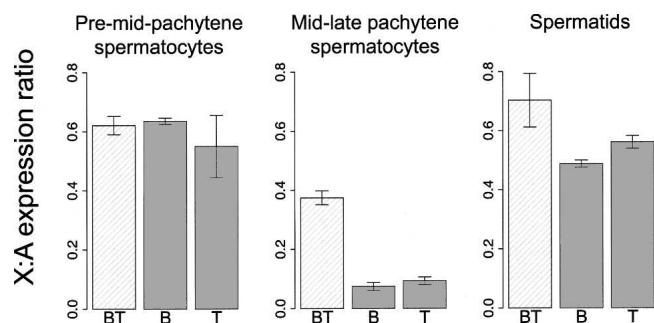 Pre-mid-pachytene
spermatocytes
Mid-late pachytene
spermatocytes
Spermatids
X:A expression ratio
0.0 0.2 0.4 0.6 0.8
BT B T
0.0 0.2 0.4 0.6 0.8
BT B T
0.0 0.2 0.4 0.6 0.8
BT B T